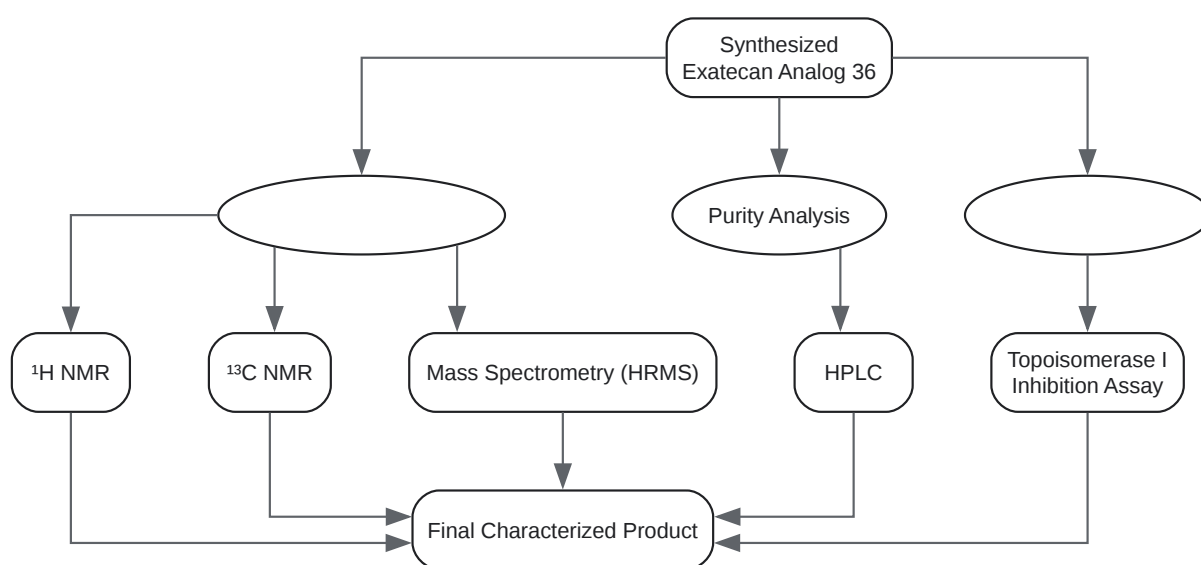 Synthesized
Exatecan Analog 36
Purity Analysis
¹H NMR
¹³C NMR
Mass Spectrometry (HRMS)
HPLC
Topoisomerase I
Inhibition Assay
Final Characterized Product